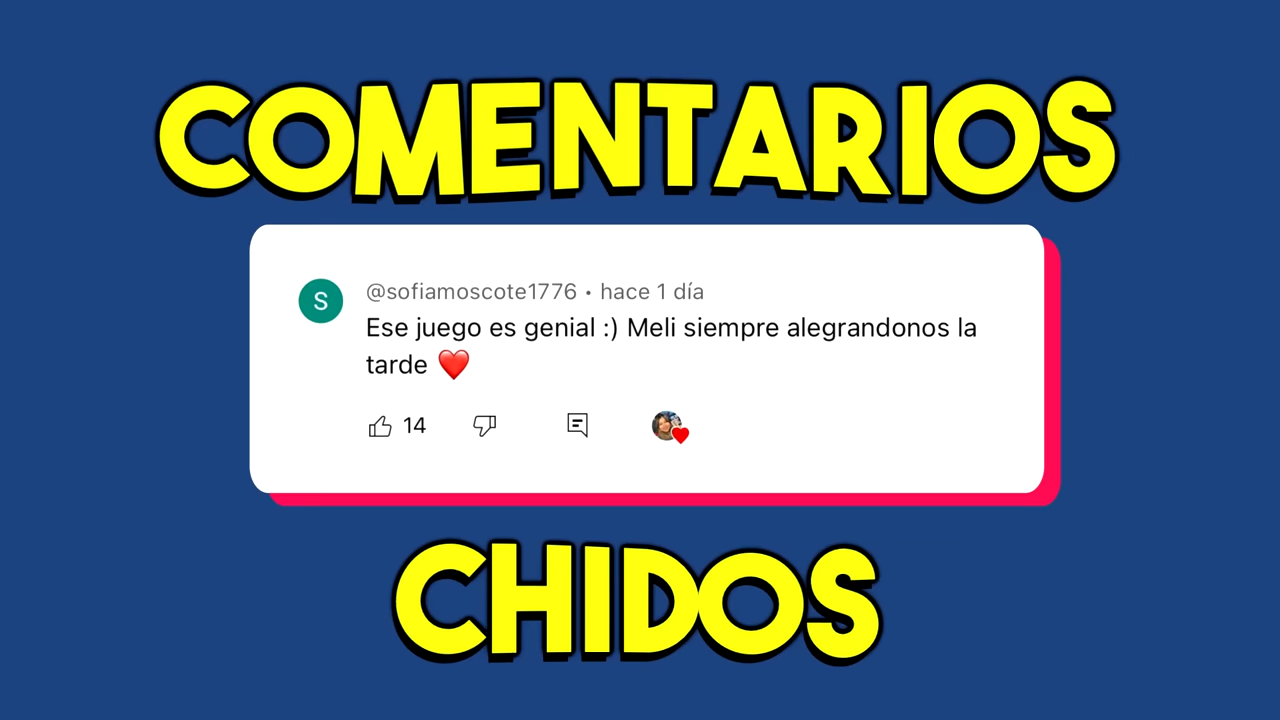 COMENTARIOS
S
@sofiamoscote1776 • hace 1 día
Ese juego es genial :) Meli siempre alegrandonos la
tarde ❤️
14
CHIDOS